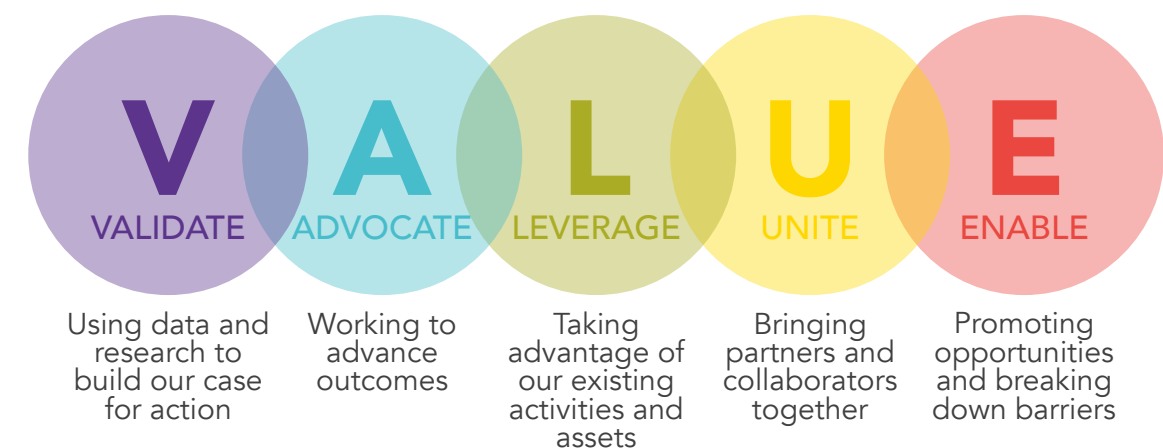 V
VALIDATE
Using data and
research to
build our case
for action
A
ADVOCATE
Working to
advance
outcomes
L
LEVERAGE
Taking
advantage of
our existing
activities and
assets
U
UNITE
Bringing
partners and
collaborators
together
E
ENABLE
Promoting
opportunities
and breaking
down barriers